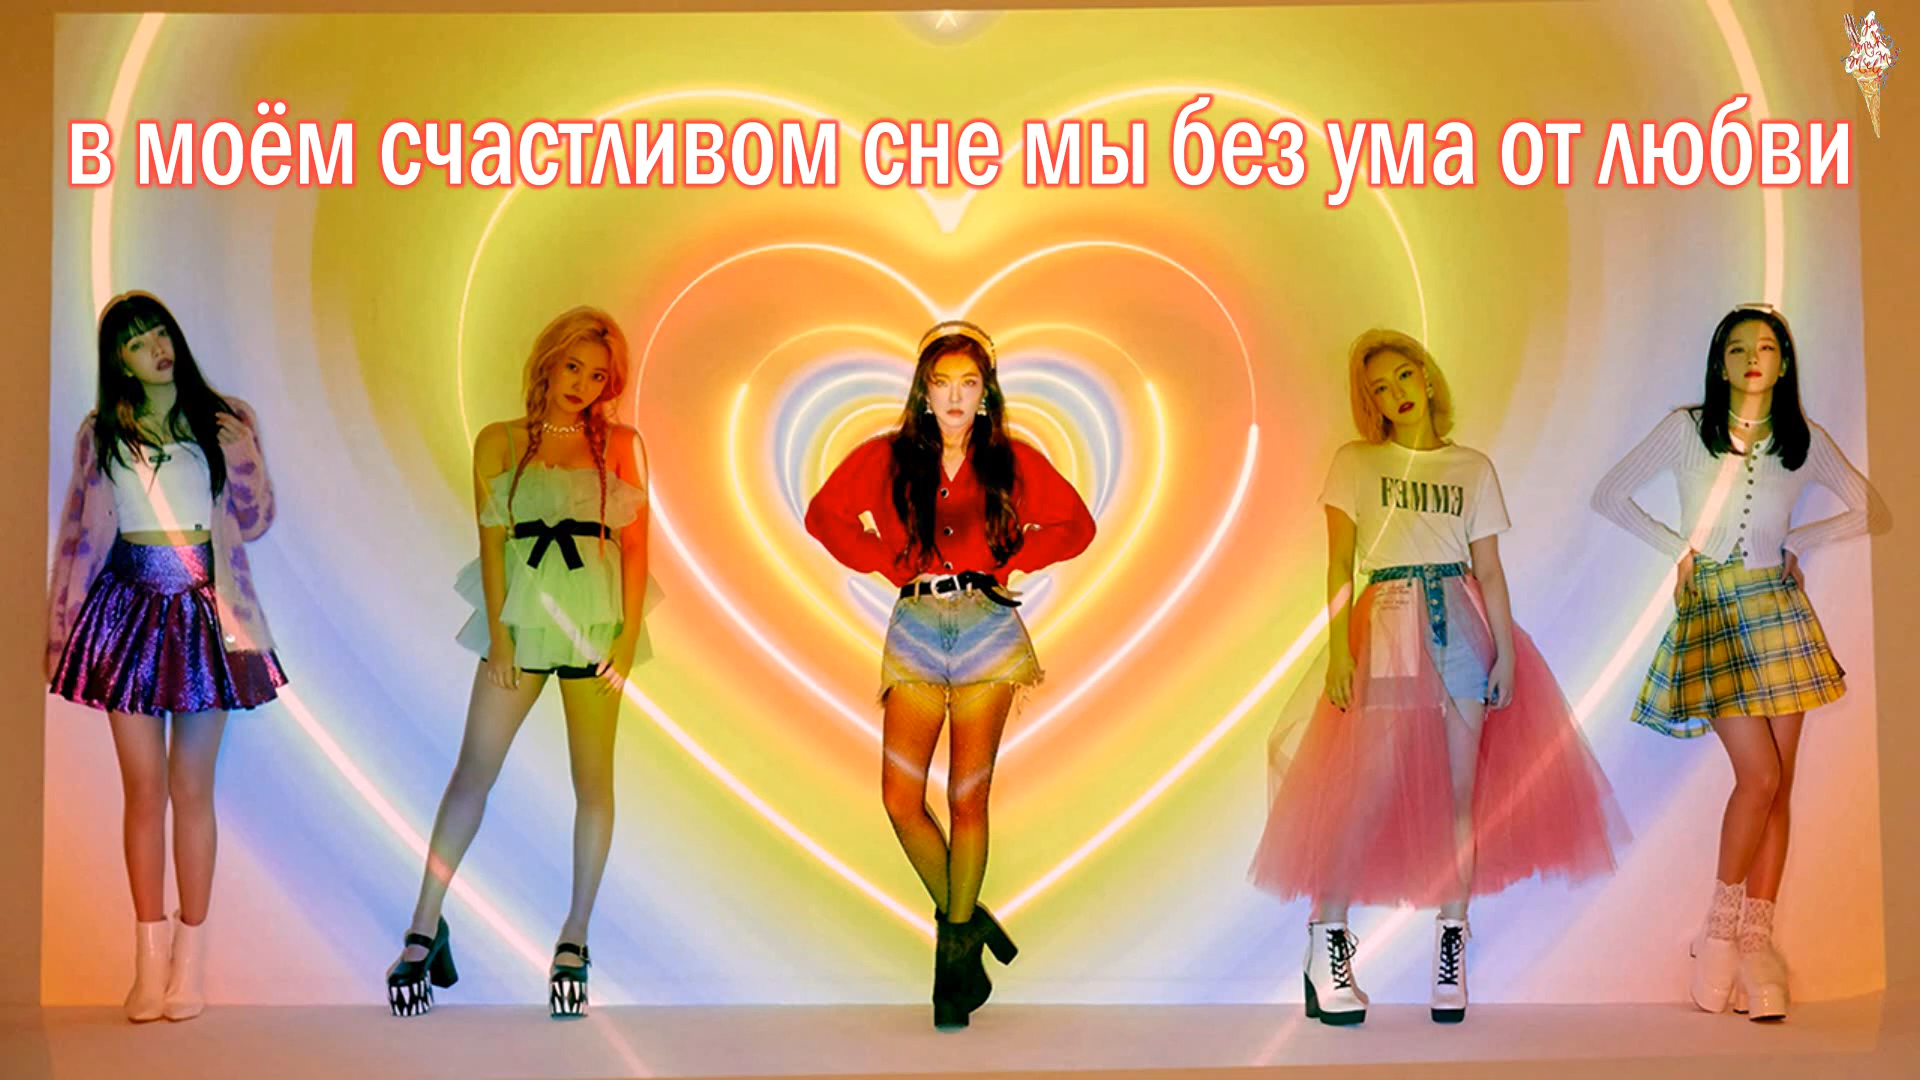 в моём счастливом сне мы без ума от любви
FEMME